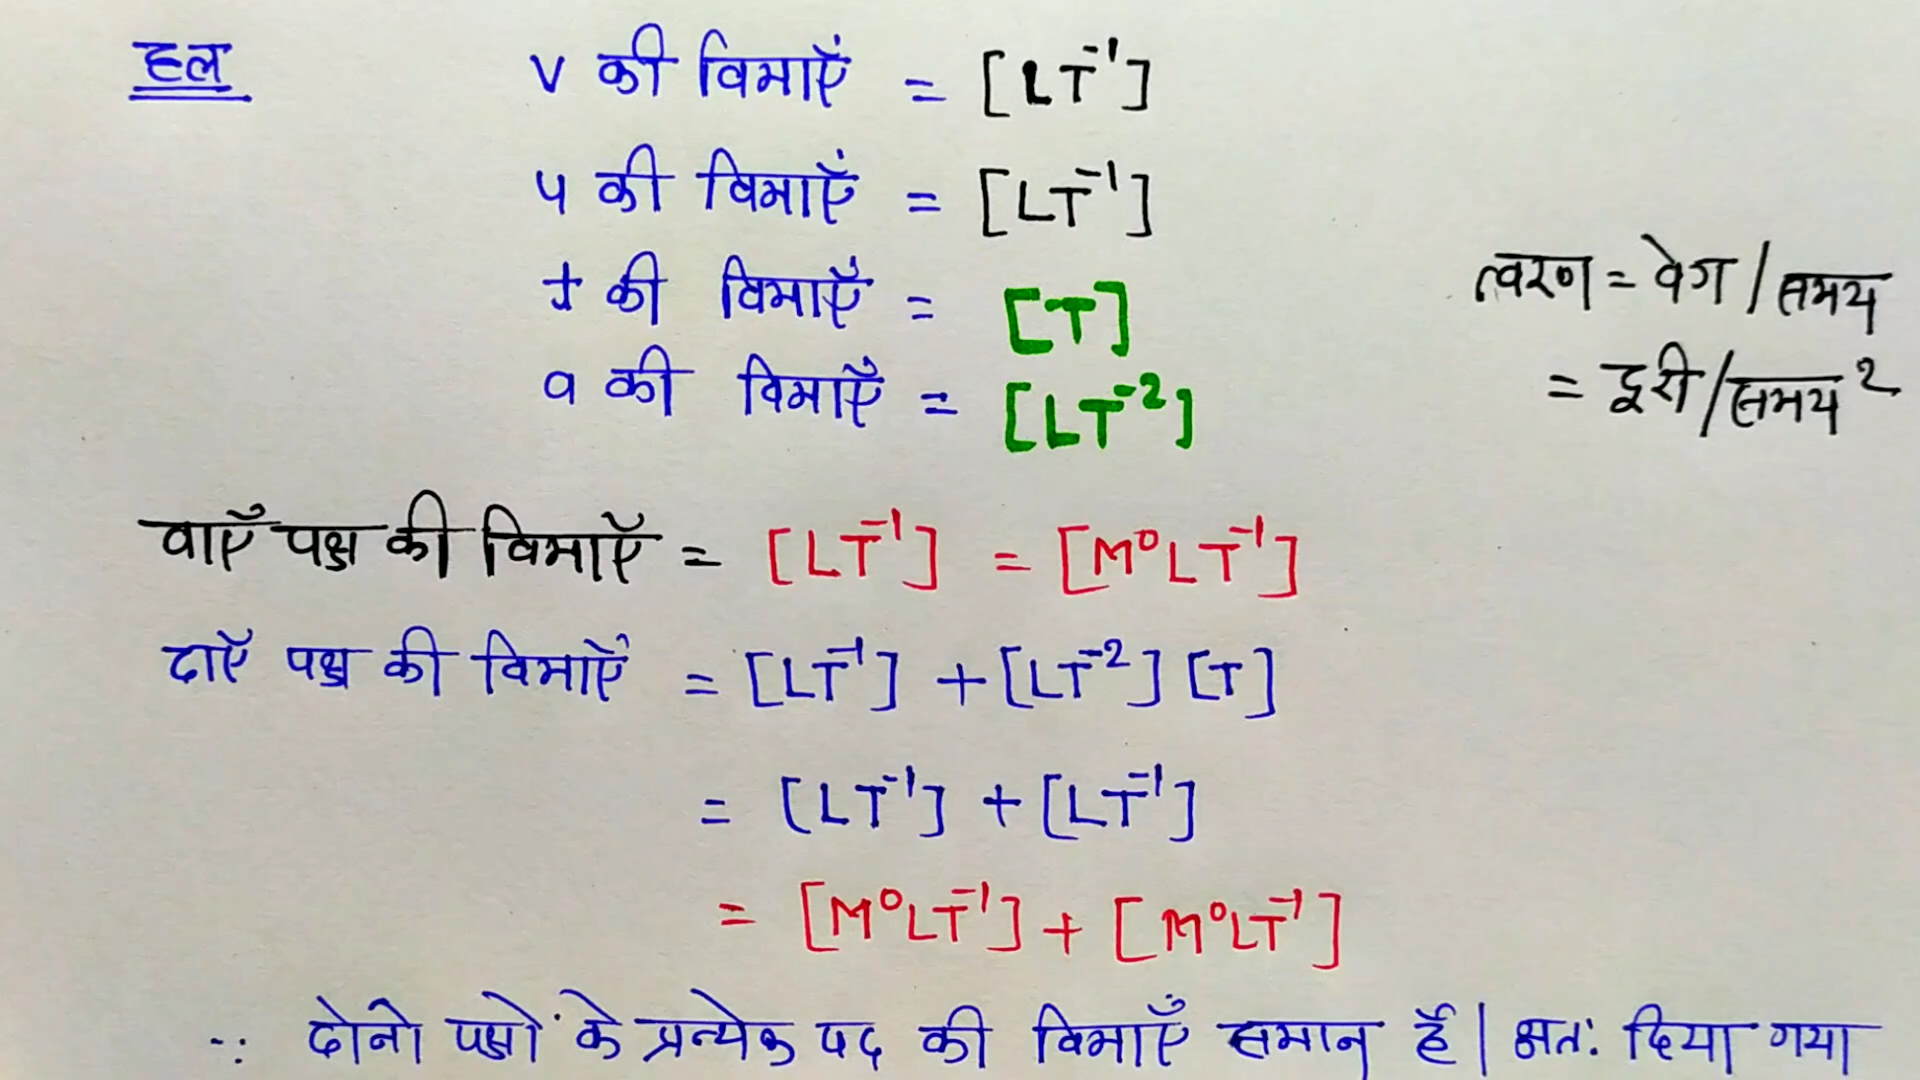 हल
v की विमाएँ = [LT⁻¹]
u की विमाएँ = [LT⁻¹]
t की विमाएँ = [T]
a की विमाएँ = [LT⁻²]
त्वरण = वेग / समय
= दूरी / समय²
बाएँ पक्ष की विमाएँ = [LT⁻¹] = [M⁰LT⁻¹]
दाएँ पक्ष की विमाएँ = [LT⁻¹] + [LT⁻²] [T]
= [LT⁻¹] + [LT⁻¹]
= [M⁰LT⁻¹] + [M⁰LT⁻¹]
∵ दोनो पक्षों के प्रत्येक पद की विमाएँ समान हैं | अतः दिया गया